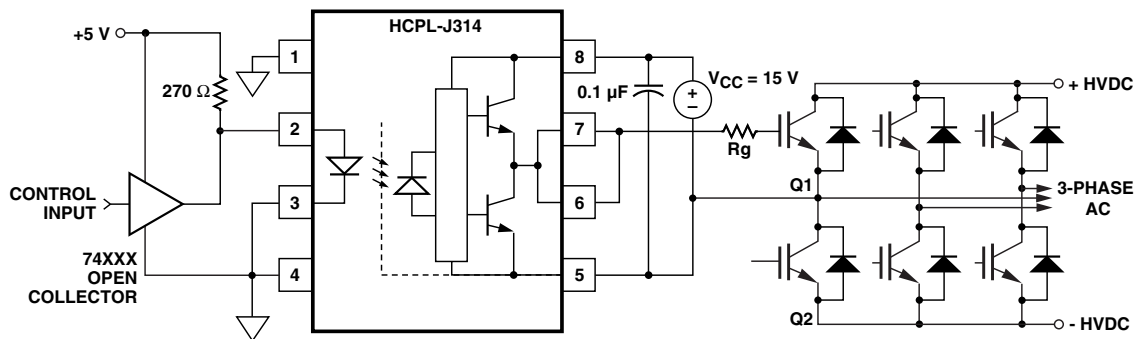 HCPL-J314
+5 V
270 Ω
1
2
3
4
8
7
6
5
0.1 µF
VCC = 15 V
+
–
Rg
+ HVDC
Q1
3-PHASE
AC
CONTROL
INPUT
74XXX
OPEN
COLLECTOR
Q2
- HVDC